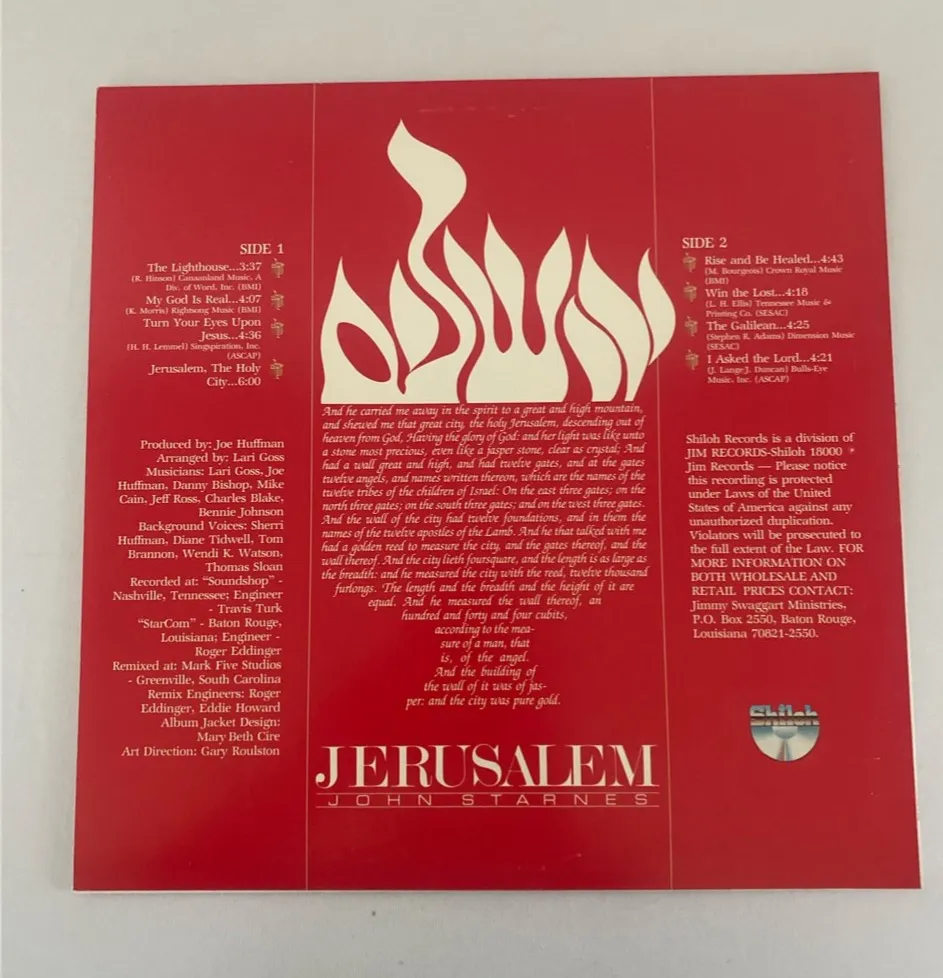 SIDE 1
The Lighthouse...3:37
(R. Hinson) Canaanland Music, A
Div. of Word, Inc. (BMI)
My God Is Real...4:07
(K. Morris) Rightsong Music (BMI)
Turn Your Eyes Upon
Jesus...4:36
(H. H. Lemmel) Singspiration, Inc.
(ASCAP)
Jerusalem, The Holy
City...6:00
Produced by: Joe Huffman
Arranged by: Lari Goss
Musicians: Lari Goss, Joe
Huffman, Danny Bishop, Mike
Cain, Jeff Ross, Charles Blake,
Bennie Johnson
Background Voices: Sherri
Huffman, Diane Tidwell, Tom
Brannon, Wendi K. Watson,
Thomas Sloan
Recorded at: “Soundshop” -
Nashville, Tennessee; Engineer
- Travis Turk
“StarCom” - Baton Rouge,
Louisiana; Engineer -
Roger Eddinger
Remixed at: Mark Five Studios
- Greenville, South Carolina
Remix Engineers: Roger
Eddinger, Eddie Howard
Album Jacket Design:
Mary Beth Cire
Art Direction: Gary Roulston
And he carried me away in the spirit to a great and high mountain,
and shewed me that great city, the holy Jerusalem, descending out of
heaven from God, Having the glory of God: and her light was like unto
a stone most precious, even like a jasper stone, clear as crystal; And
had a wall great and high, and had twelve gates, and at the gates
twelve angels, and names written thereon, which are the names of the
twelve tribes of the children of Israel: On the east three gates; on the
north three gates; on the south three gates; and on the west three gates.
And the wall of the city had twelve foundations, and in them the
names of the twelve apostles of the Lamb. And he that talked with me
had a golden reed to measure the city, and the gates thereof, and the
wall thereof. And the city lieth foursquare, and the length is as large as
the breadth: and he measured the city with the reed, twelve thousand
furlongs. The length and the breadth and the height of it are
equal. And he measured the wall thereof, an
hundred and forty and four cubits,
according to the mea-
sure of a man, that
is, of the angel.
And the building of
the wall of it was of jas-
per: and the city was pure gold.
JERUSALEM
JOHN STARNES
SIDE 2
Rise and Be Healed...4:43
(M. Bourgeois) Crown Royal Music
(BMI)
Win the Lost...4:18
(L. H. Ellis) Tennessee Music &
Printing Co. (SESAC)
The Galilean...4:25
(Stephen R. Adams) Dimension Music
(SESAC)
I Asked the Lord...4:21
(J. Lange-J. Duncan) Bulls-Eye
Music, Inc. (ASCAP)
Shiloh Records is a division of
JIM RECORDS-Shiloh 18000 ℗
Jim Records — Please notice
this recording is protected
under Laws of the United
States of America against any
unauthorized duplication.
Violators will be prosecuted to
the full extent of the Law. FOR
MORE INFORMATION ON
BOTH WHOLESALE AND
RETAIL PRICES CONTACT:
Jimmy Swaggart Ministries,
P.O. Box 2550, Baton Rouge,
Louisiana 70821-2550.
Shiloh